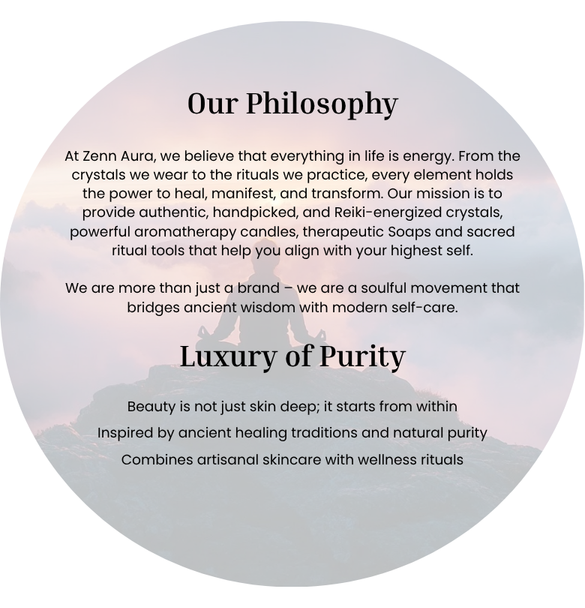 Our Philosophy
At Zenn Aura, we believe that everything in life is energy. From the
crystals we wear to the rituals we practice, every element holds
the power to heal, manifest, and transform. Our mission is to
provide authentic, handpicked, and Reiki-energized crystals,
powerful aromatherapy candles, therapeutic Soaps and sacred
ritual tools that help you align with your highest self.
We are more than just a brand – we are a soulful movement that
bridges ancient wisdom with modern self-care.
Luxury of Purity
Beauty is not just skin deep; it starts from within
Inspired by ancient healing traditions and natural purity
Combines artisanal skincare with wellness rituals